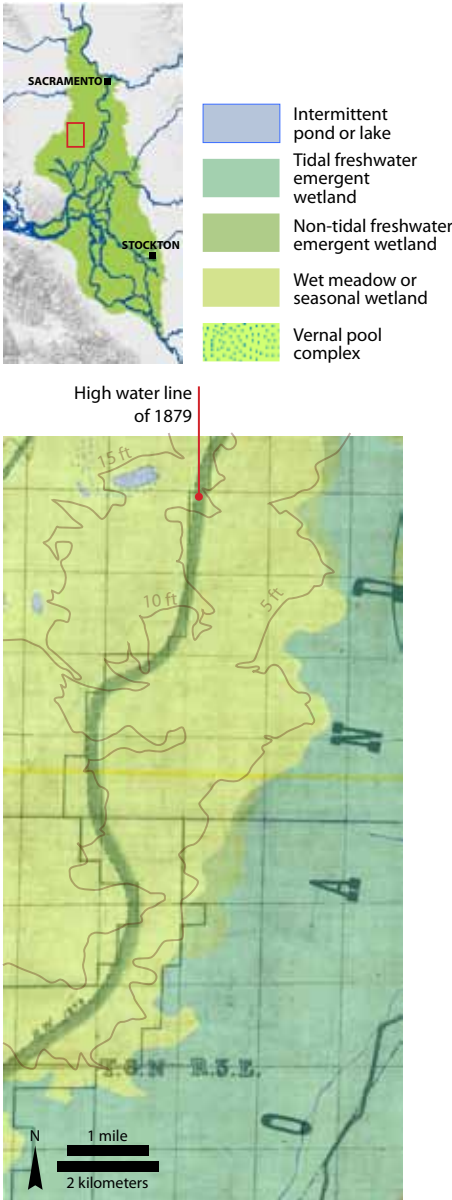 SACRAMENTO
STOCKTON
Intermittent
pond or lake
Tidal freshwater
emergent
wetland
Non-tidal freshwater
emergent wetland
Wet meadow or
seasonal wetland
Vernal pool
complex
High water line
of 1879
15 ft
10 ft
5 ft
D
N
A
T.6.N R.3.E.
O
N
1 mile
2 kilometers